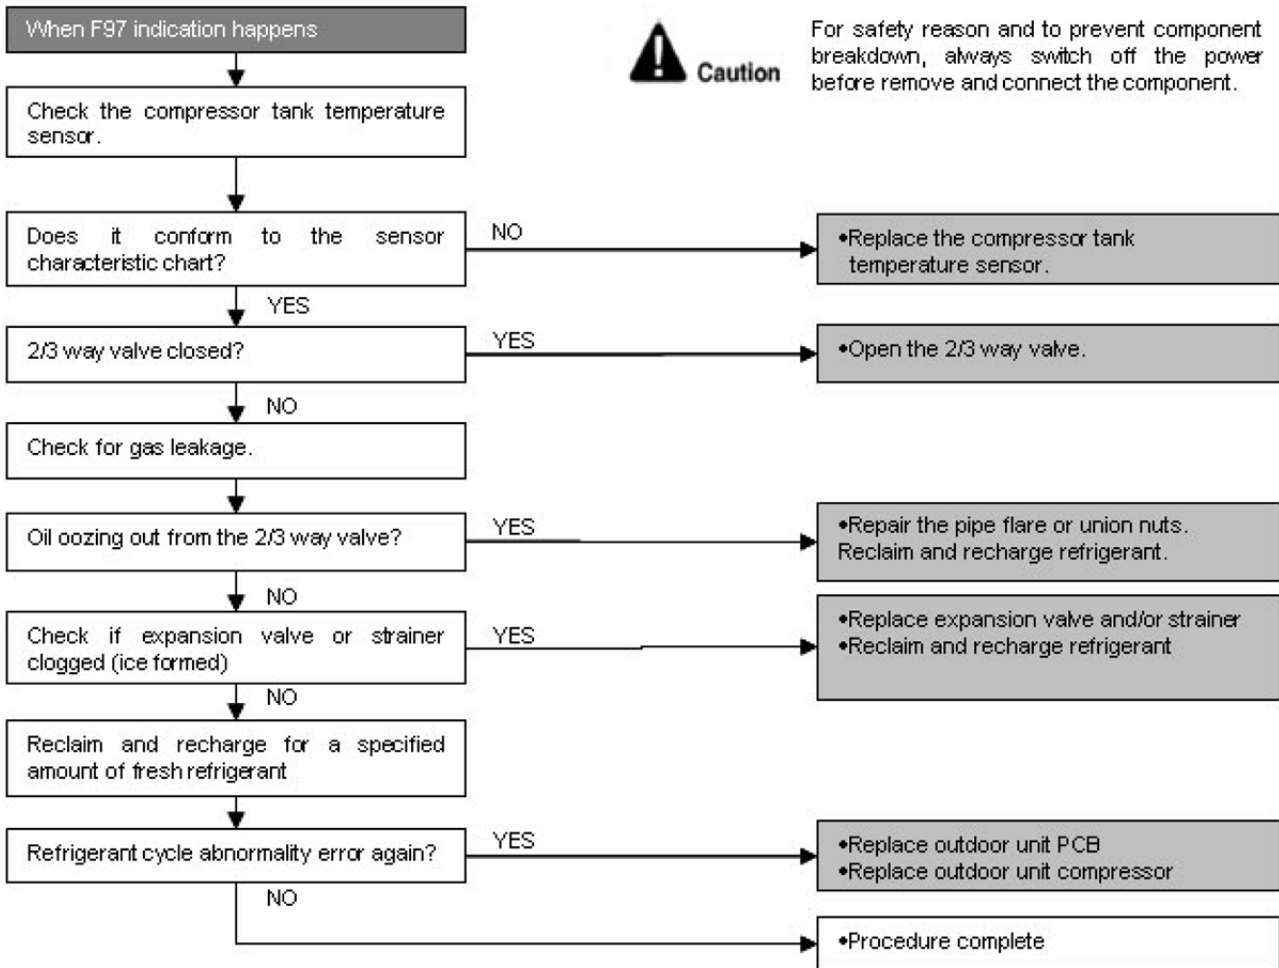 When F97 indication happens
Caution
For safety reason and to prevent component
breakdown, always switch off the power
before remove and connect the component.
Check the compressor tank temperature
sensor.
Does it conform to the sensor
characteristic chart?
NO
•Replace the compressor tank
temperature sensor.
YES
2/3 way valve closed?
YES
•Open the 2/3 way valve.
NO
Check for gas leakage.
Oil oozing out from the 2/3 way valve?
YES
•Repair the pipe flare or union nuts.
Reclaim and recharge refrigerant.
NO
Check if expansion valve or strainer
clogged (ice formed)
YES
•Replace expansion valve and/or strainer
•Reclaim and recharge refrigerant
NO
Reclaim and recharge for a specified
amount of fresh refrigerant
Refrigerant cycle abnormality error again?
YES
•Replace outdoor unit PCB
•Replace outdoor unit compressor
NO
•Procedure complete